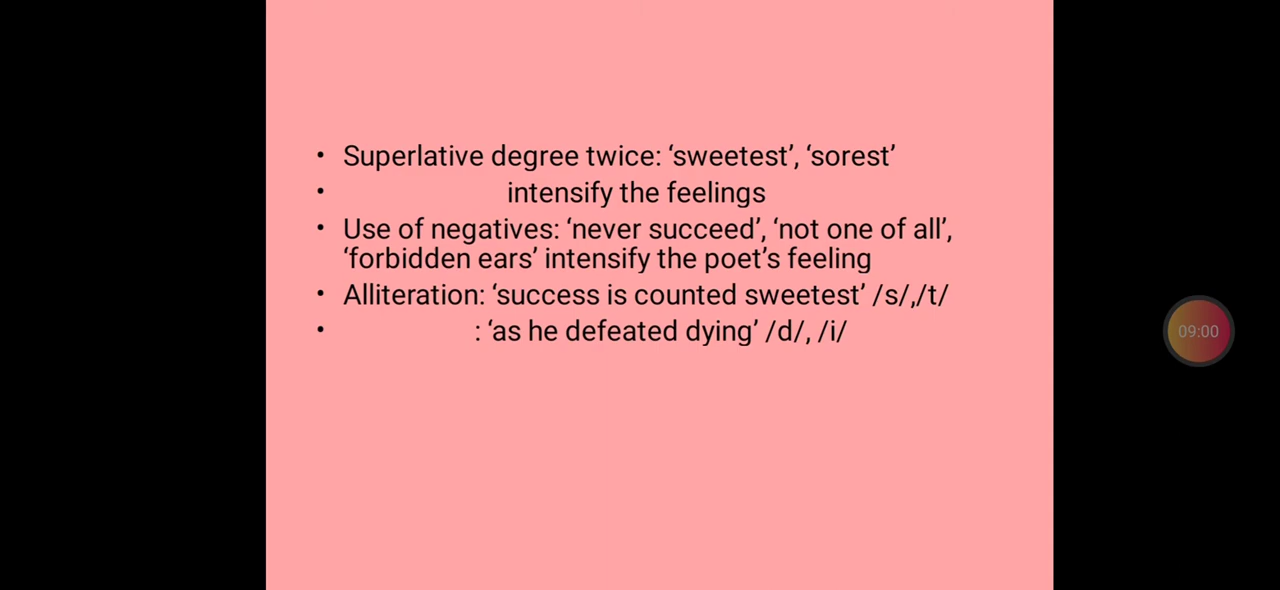 • Superlative degree twice: ‘sweetest’, ‘sorest’
• intensify the feelings
• Use of negatives: ‘never succeed’, ‘not one of all’,
‘forbidden ears’ intensify the poet’s feeling
• Alliteration: ‘success is counted sweetest’ /s/,/t/
• : ‘as he defeated dying’ /d/, /i/
09:00